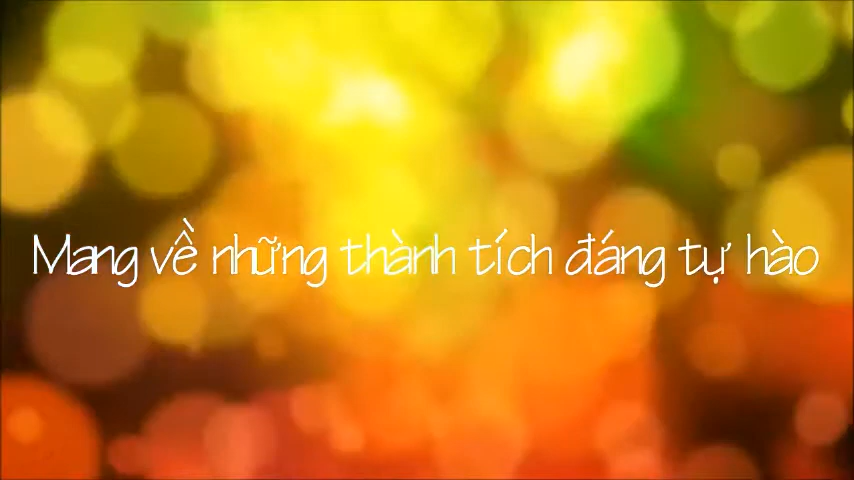 Mang về những thành tích đáng tự hào